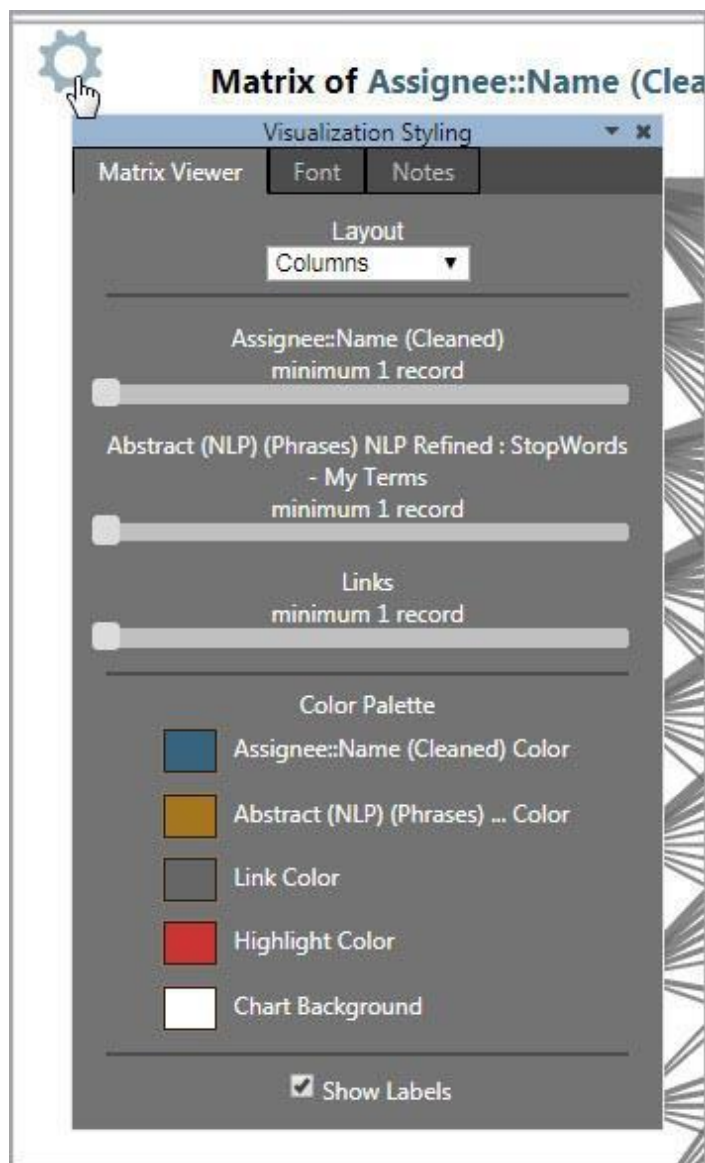 Matrix of Assignee::Name (Clea
Visualization Styling
Matrix Viewer Font Notes
Layout
Columns
Assignee::Name (Cleaned)
minimum 1 record
Abstract (NLP) (Phrases) NLP Refined : StopWords
- My Terms
minimum 1 record
Links
minimum 1 record
Color Palette
Assignee::Name (Cleaned) Color
Abstract (NLP) (Phrases) ... Color
Link Color
Highlight Color
Chart Background
Show Labels